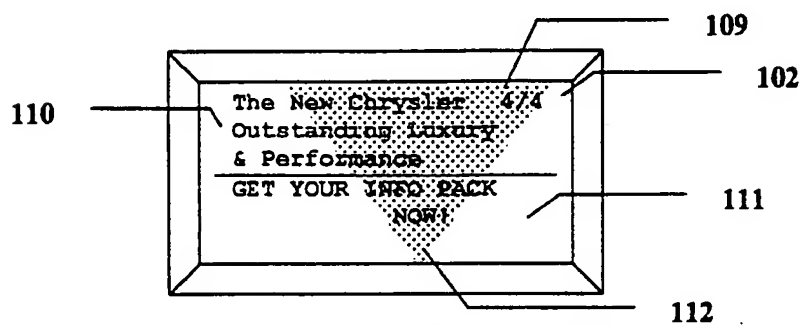 109
102
110
The New Chrysler 4/4
Outstanding Luxury
& Performance
GET YOUR INFO PACK
NOW!
111
112